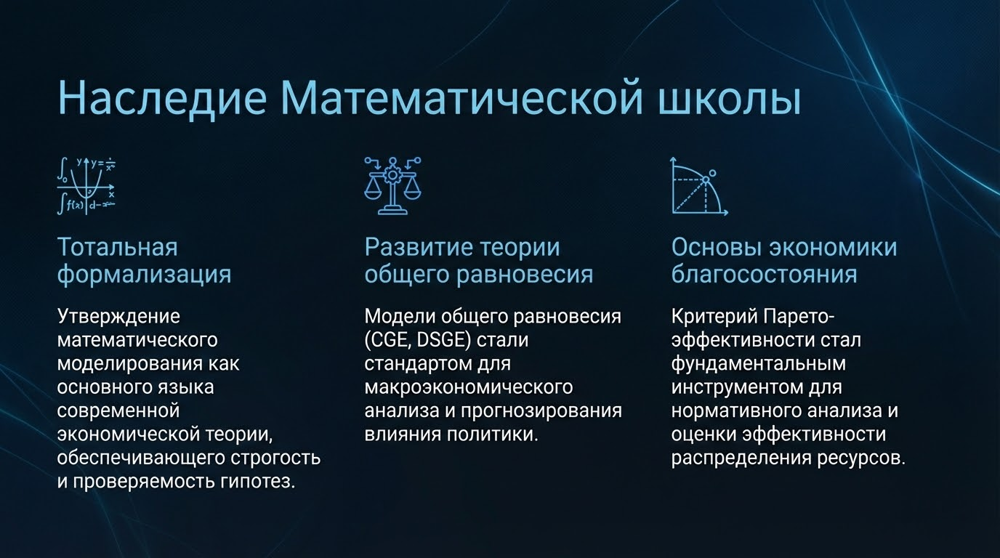 Наследие Математической школы
Тотальная
формализация
Утверждение
математического
моделирования как
основного языка
современной
экономической теории,
обеспечивающего строгость
и проверяемость гипотез.
Развитие теории
общего равновесия
Модели общего равновесия
(CGE, DSGE) стали
стандартом для
макроэкономического
анализа и прогнозирования
влияния политики.
Основы экономики
благосостояния
Критерий Парето-
эффективности стал
фундаментальным
инструментом для
нормативного анализа и
оценки эффективности
распределения ресурсов.